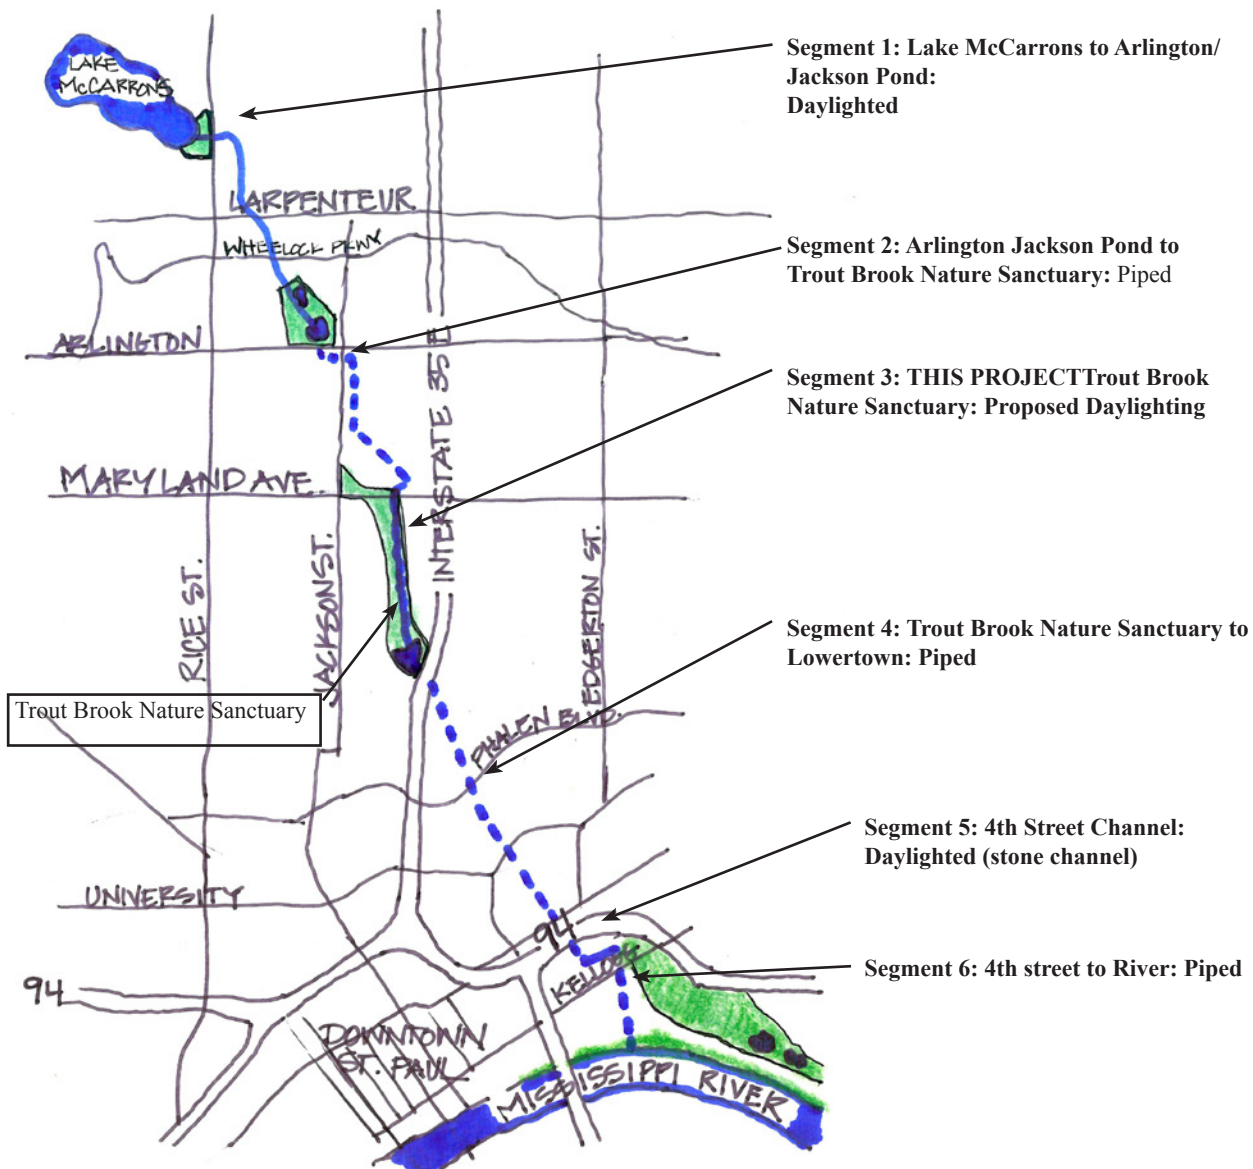 Segment 1: Lake McCarrons to Arlington/
Jackson Pond:
Daylighted
LAKE
McCARRONS
LARPENTEUR
WHEELOCK PKWY
Segment 2: Arlington Jackson Pond to
Trout Brook Nature Sanctuary: Piped
ARLINGTON
INTERSTATE 35E
Segment 3: THIS PROJECTTrout Brook
Nature Sanctuary: Proposed Daylighting
MARYLAND AVE.
RICE ST.
JACKSON ST.
EDGERTON ST.
Segment 4: Trout Brook Nature Sanctuary to
Lowertown: Piped
Trout Brook Nature Sanctuary
PHALEN BLVD.
Segment 5: 4th Street Channel:
Daylighted (stone channel)
UNIVERSITY
94
KELLOGG
Segment 6: 4th street to River: Piped
94
DOWNTOWN
ST. PAUL
MISSISSIPPI RIVER